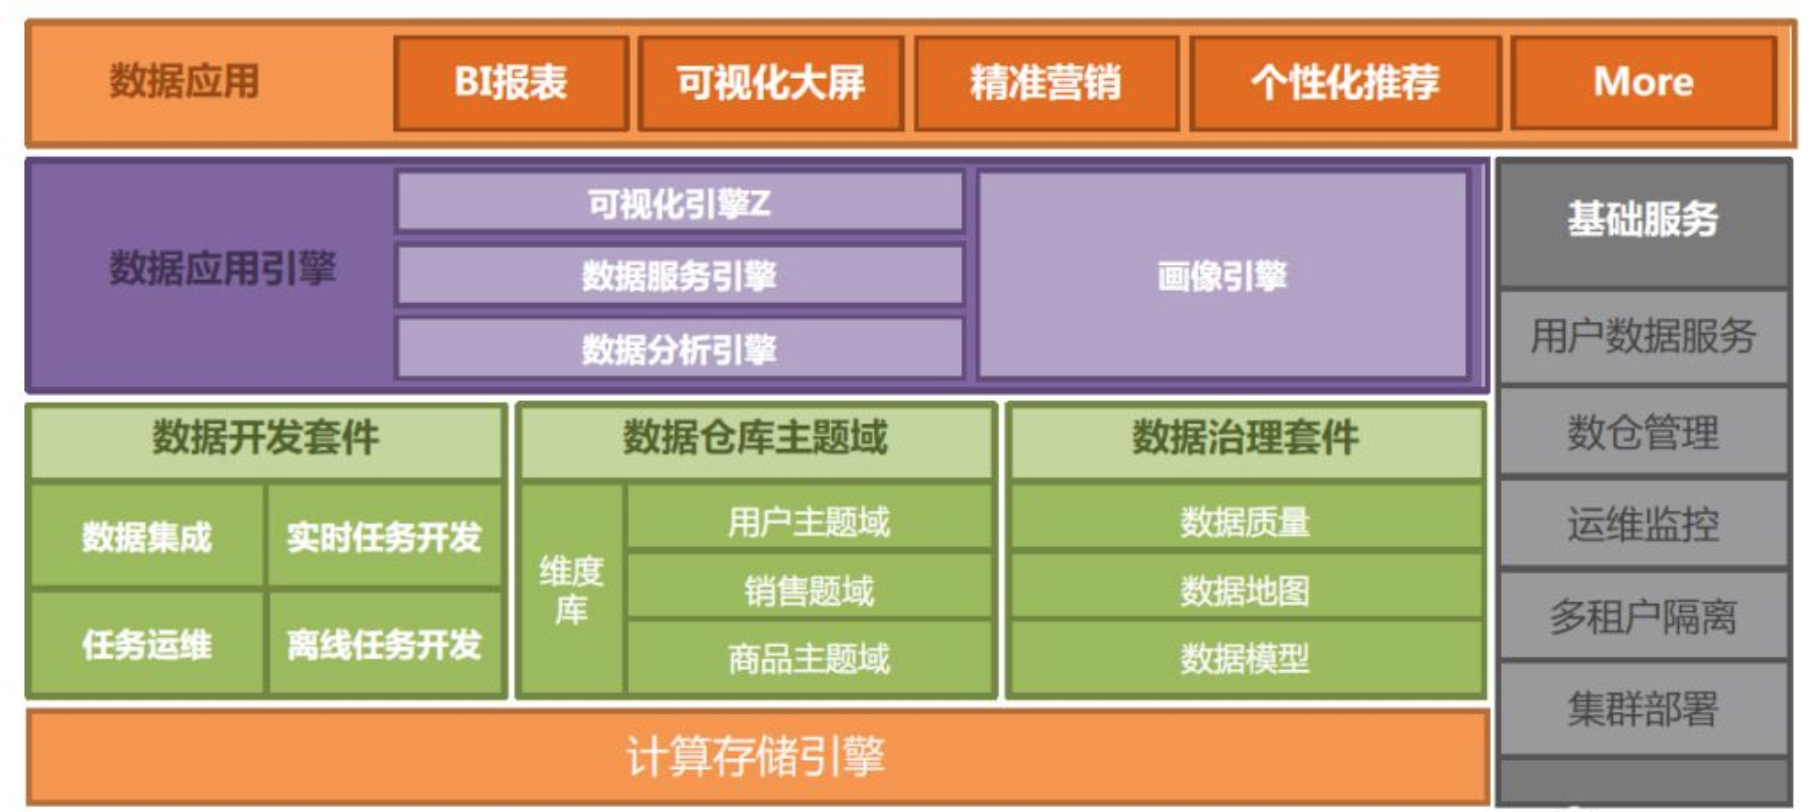 数据应用
BI报表
可视化大屏
精准营销
个性化推荐
More
数据应用引擎
可视化引擎Z
数据服务引擎
数据分析引擎
画像引擎
基础服务
用户数据服务
数仓管理
运维监控
多租户隔离
集群部署
数据开发套件
数据集成
实时任务开发
任务运维
离线任务开发
数据仓库主题域
维度
库
用户主题域
销售题域
商品主题域
数据治理套件
数据质量
数据地图
数据模型
计算存储引擎